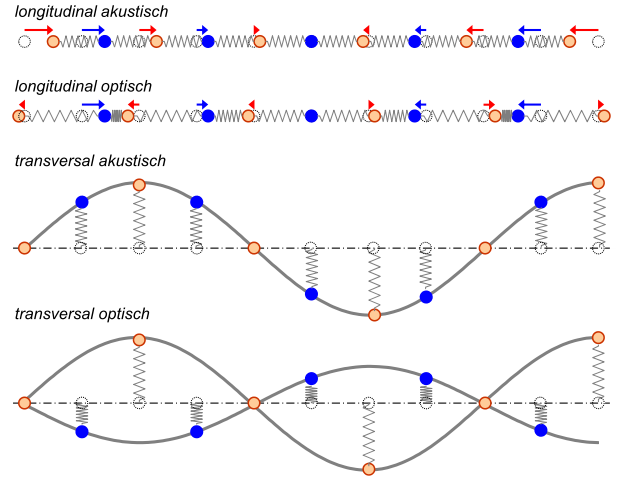 longitudinal akustisch
longitudinal optisch
transversal akustisch
transversal optisch